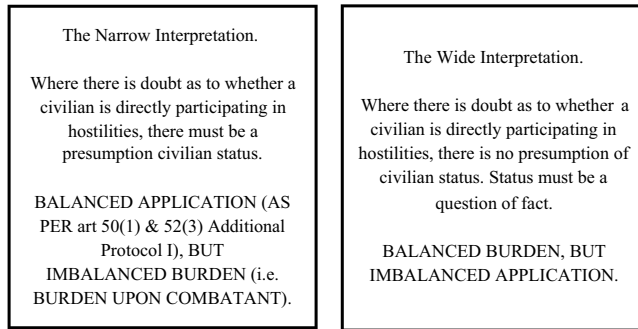 The Narrow Interpretation.
Where there is doubt as to whether a
civilian is directly participating in
hostilities, there must be a
presumption civilian status.
BALANCED APPLICATION (AS
PER art 50(1) & 52(3) Additional
Protocol I), BUT
IMBALANCED BURDEN (i.e.
BURDEN UPON COMBATANT).
The Wide Interpretation.
Where there is doubt as to whether a
civilian is directly participating in
hostilities, there is no presumption of
civilian status. Status must be a
question of fact.
BALANCED BURDEN, BUT
IMBALANCED APPLICATION.